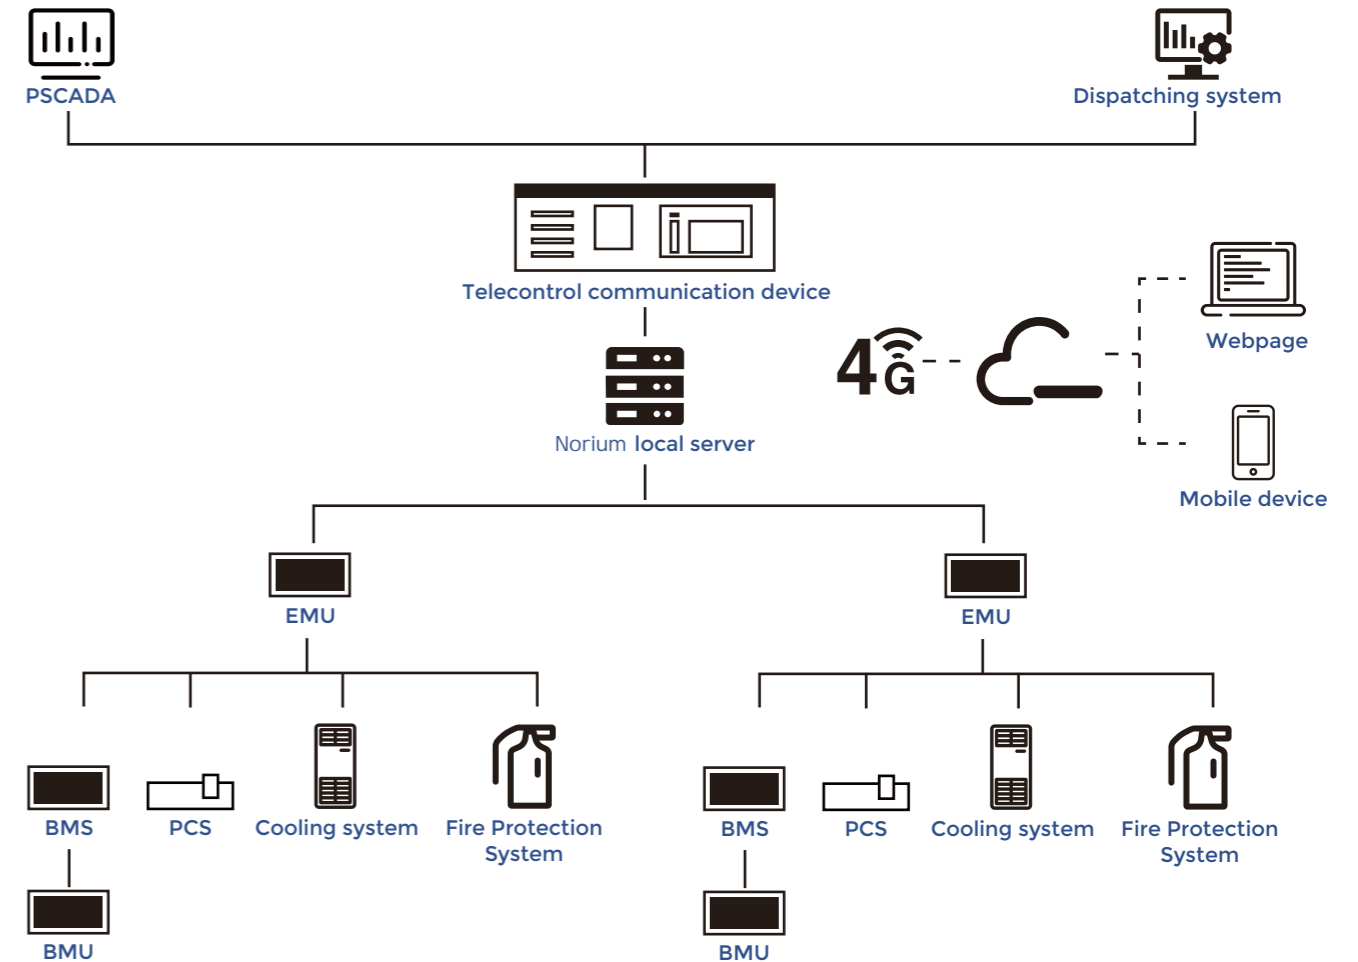 PSCADA
Dispatching system
Telecontrol communication device
4G
Webpage
Norium local server
Mobile device
EMU
EMU
BMS
PCS
Cooling system
Fire Protection
System
BMS
PCS
Cooling system
Fire Protection
System
BMU
BMU